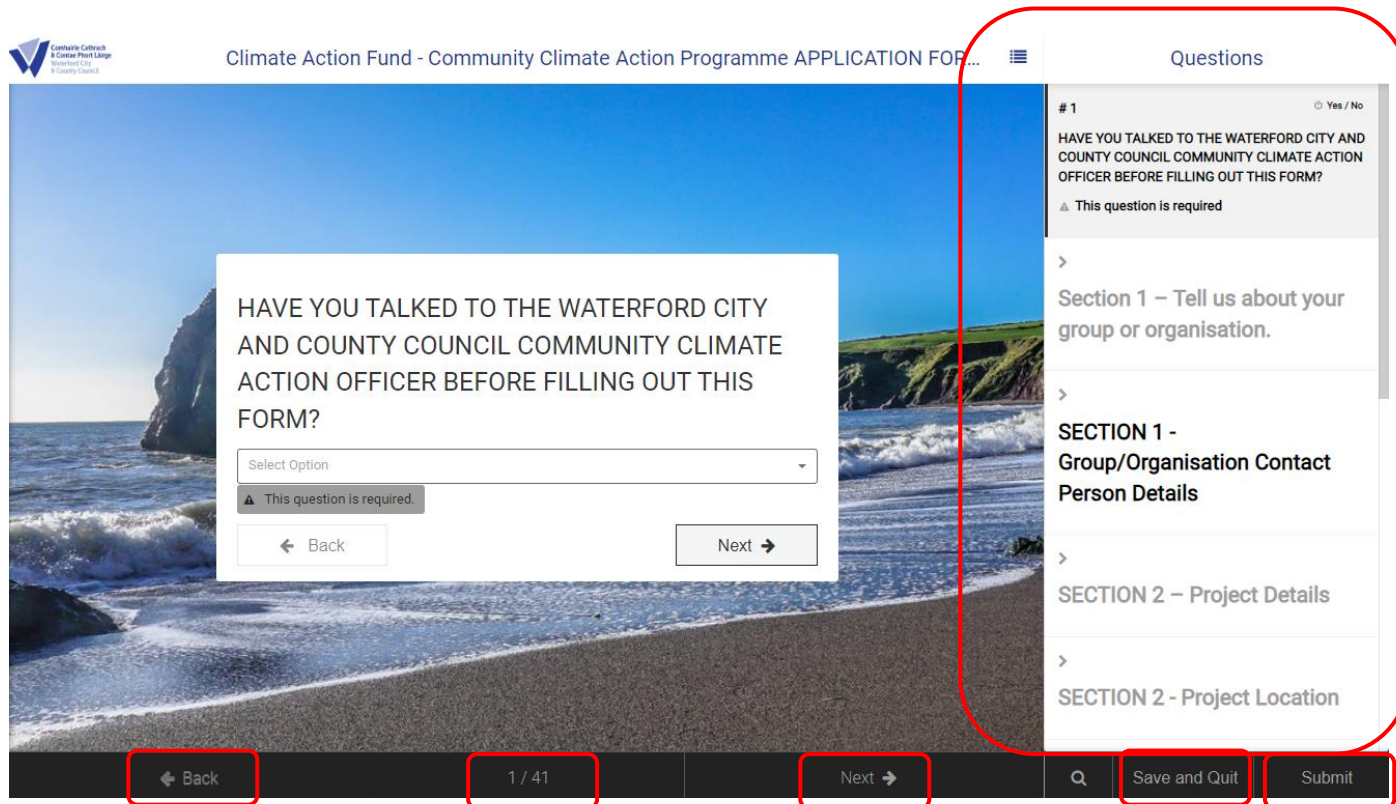 Comhairle Cathrach
& Contae Phort Láirge
Waterford City
& County Council
Climate Action Fund - Community Climate Action Programme APPLICATION FOR...
Questions
# 1
Yes / No
HAVE YOU TALKED TO THE WATERFORD CITY AND
COUNTY COUNCIL COMMUNITY CLIMATE ACTION
OFFICER BEFORE FILLING OUT THIS FORM?
This question is required
Section 1 – Tell us about your
group or organisation.
SECTION 1 -
Group/Organisation Contact
Person Details
SECTION 2 – Project Details
SECTION 2 - Project Location
HAVE YOU TALKED TO THE WATERFORD CITY
AND COUNTY COUNCIL COMMUNITY CLIMATE
ACTION OFFICER BEFORE FILLING OUT THIS
FORM?
Select Option
This question is required.
Back
Next
Back
1 / 41
Next
Save and Quit
Submit